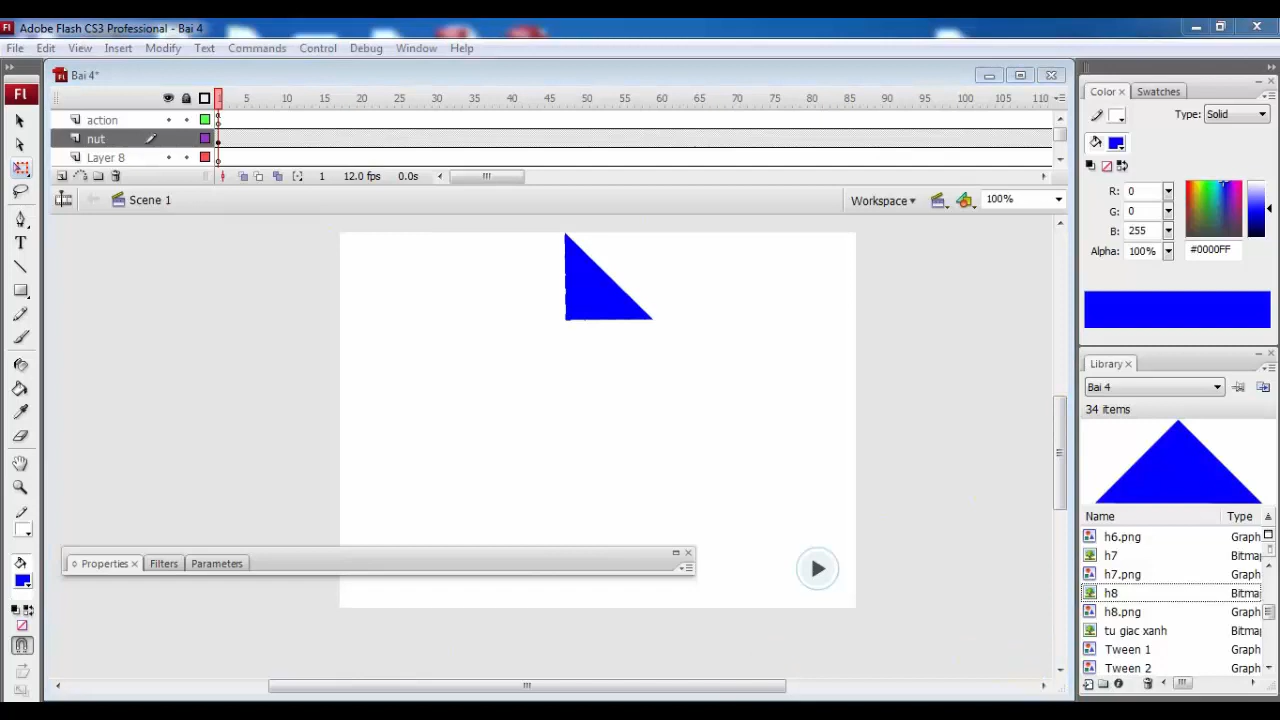 Adobe Flash CS3 Professional - Bai 4
File Edit View Insert Modify Text Commands Control Debug Window Help
Bai 4*
Fl
1 5 10 15 20 25 30 35 40 45 50 55 60 65 70 75 80 85 90 95 100 105 110
action
nut
Layer 8
1 12.0 fps 0.0s
Scene 1
Workspace
100%
Properties Filters Parameters
Color Swatches
Type: Solid
R: 0
G: 0
B: 255
Alpha: 100% #0000FF
Library
Bai 4
34 items
Name Type
h6.png Graph
h7 Bitma
h7.png Graph
h8 Bitma
h8.png Graph
tu giac xanh Bitma
Tween 1 Graph
Tween 2 Graph